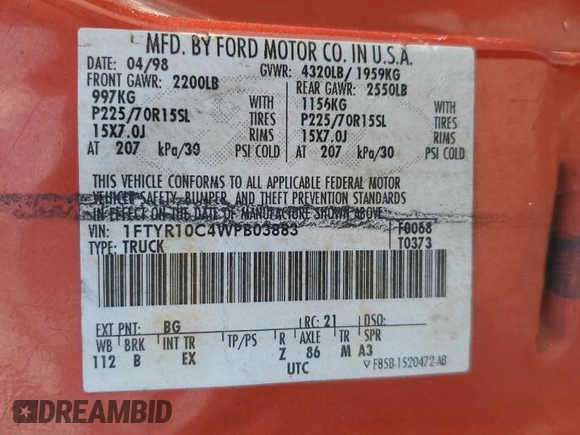 MFD. BY FORD MOTOR CO. IN U.S.A.
DATE: 04/98 GVWR: 4320LB/ 1959KG
FRONT GAWR: 2200LB REAR GAWR: 2550LB
997KG WITH 1156KG WITH
P225/70R15SL TIRES P225/70R15SL TIRES
15X7.0J RIMS 15X7.0J RIMS
AT 207 kPa/30 PSI COLD AT 207 kPa/30 PSI COLD
THIS VEHICLE CONFORMS TO ALL APPLICABLE FEDERAL MOTOR
VEHICLE SAFETY, BUMPER, AND THEFT PREVENTION STANDARDS
IN EFFECT ON THE DATE OF MANUFACTURE SHOWN ABOVE.
VIN: 1FTYR10C4WPB03883 F0068
TYPE: TRUCK T0373
EXT PNT: BG RC: 21 DSO:
WB BRK INT TR TP/PS R AXLE TR SPR
112 B EX Z 86 M A3
UTC F85B-1520472-AB
DREAMBID